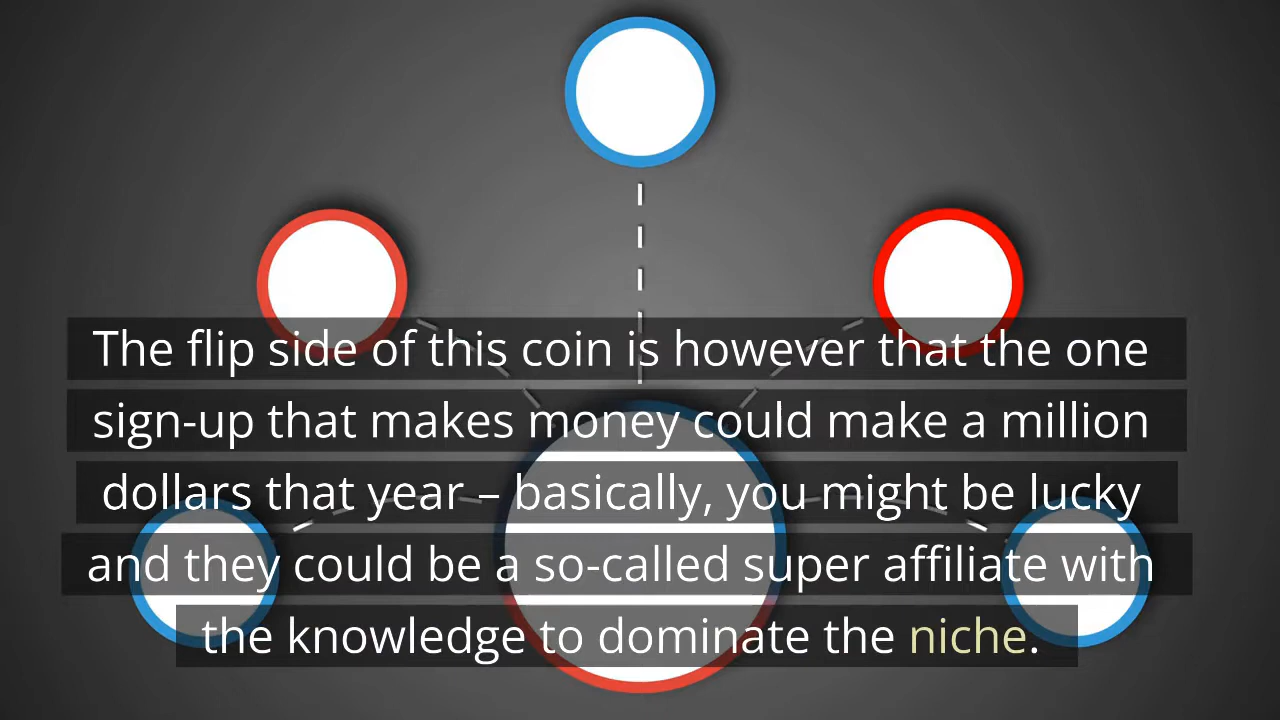 The flip side of this coin is however that the one
sign-up that makes money could make a million
dollars that year – basically, you might be lucky
and they could be a so-called super affiliate with
the knowledge to dominate the niche.